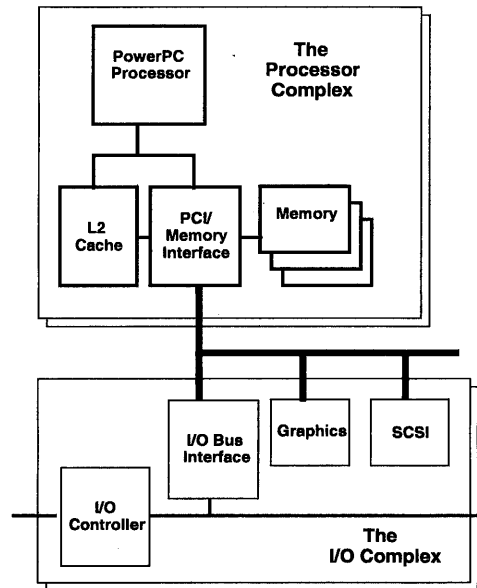 PowerPC
Processor
The
Processor
Complex
L2
Cache
PCI/
Memory
Interface
Memory
I/O Bus
Interface
Graphics
SCSI
I/O
Controller
The
I/O Complex